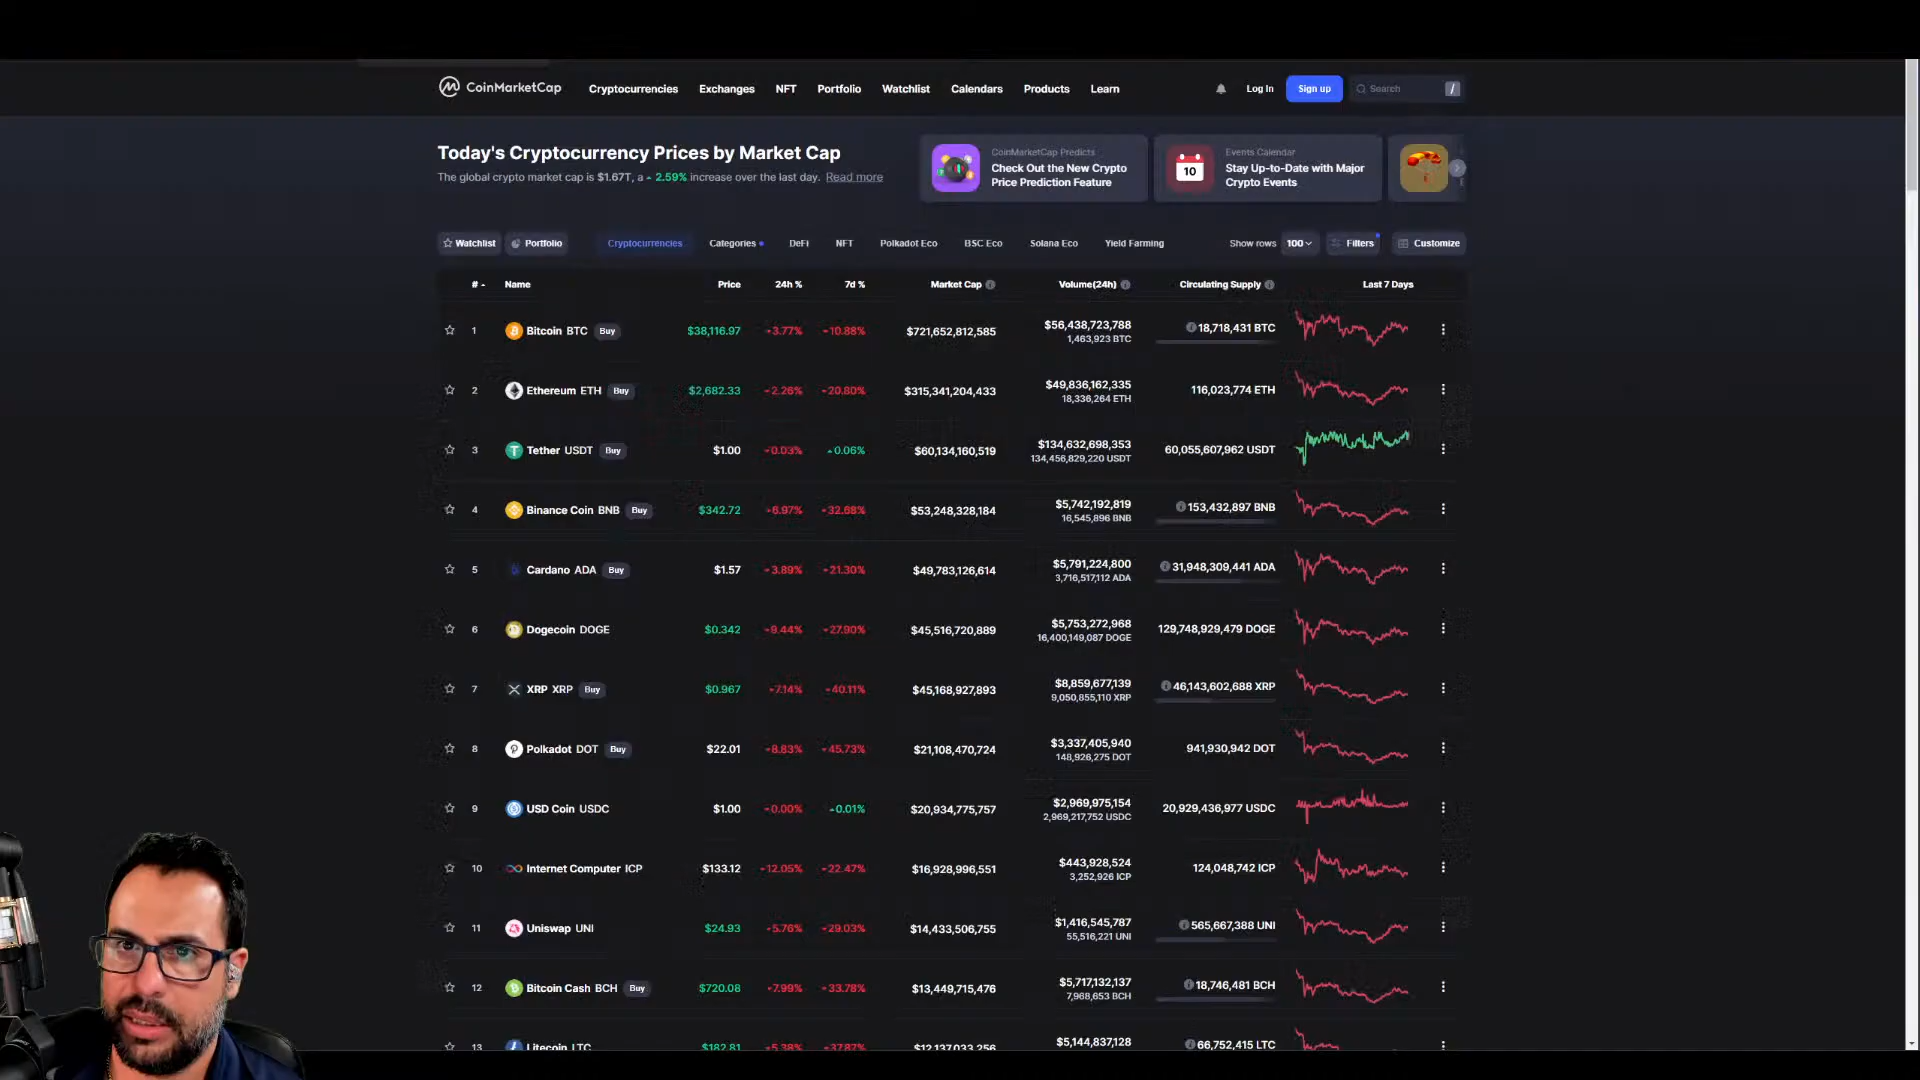 CoinMarketCap Cryptocurrencies Exchanges NFT Portfolio Watchlist Calendars Products Learn Log In Sign up Search /
Today's Cryptocurrency Prices by Market Cap
The global crypto market cap is $1.67T, a 2.59% increase over the last day. Read more
CoinMarketCap Predicts
Check Out the New Crypto
Price Prediction Feature
10
Events Calendar
Stay Up-to-Date with Major
Crypto Events
Watchlist Portfolio Cryptocurrencies Categories DeFi NFT Polkadot Eco BSC Eco Solana Eco Yield Farming Show rows 100 Filters Customize
# Name Price 24h % 7d % Market Cap Volume(24h) Circulating Supply Last 7 Days
1 Bitcoin BTC Buy $38,116.97 3.77% 10.88% $721,652,812,585 $56,438,723,788 18,718,431 BTC
1,463,923 BTC
2 Ethereum ETH Buy $2,682.33 2.26% 20.80% $315,341,204,433 $49,836,162,335 116,023,774 ETH
18,336,264 ETH
3 Tether USDT Buy $1.00 0.03% 0.06% $60,134,160,519 $134,632,698,353 60,055,607,962 USDT
134,456,829,220 USDT
4 Binance Coin BNB Buy $342.72 6.97% 32.68% $53,248,328,184 $5,742,192,819 153,432,897 BNB
16,545,896 BNB
5 Cardano ADA Buy $1.57 3.89% 21.30% $49,783,126,614 $5,791,224,800 31,948,309,441 ADA
3,716,517,112 ADA
6 Dogecoin DOGE $0.342 9.44% 27.90% $45,516,720,889 $5,753,272,968 129,748,929,479 DOGE
16,400,149,087 DOGE
7 XRP XRP Buy $0.967 7.14% 40.11% $45,168,927,893 $8,859,677,139 46,143,602,688 XRP
9,050,855,110 XRP
8 Polkadot DOT Buy $22.01 8.83% 45.73% $21,108,470,724 $3,337,405,940 941,930,942 DOT
148,926,275 DOT
9 USD Coin USDC $1.00 0.00% 0.01% $20,934,775,757 $2,969,975,154 20,929,436,977 USDC
2,969,217,752 USDC
10 Internet Computer ICP $133.12 12.05% 22.47% $16,928,996,551 $443,928,524 124,048,742 ICP
3,252,926 ICP
11 Uniswap UNI $24.93 5.76% 29.03% $14,433,506,755 $1,416,545,787 565,667,388 UNI
55,516,221 UNI
12 Bitcoin Cash BCH Buy $720.08 7.99% 33.78% $13,449,715,476 $5,717,132,137 18,746,481 BCH
7,968,653 BCH
13 Litecoin LTC $182.81 5.38% 37.87% $12,137,033,256 $5,144,837,128 66,752,415 LTC